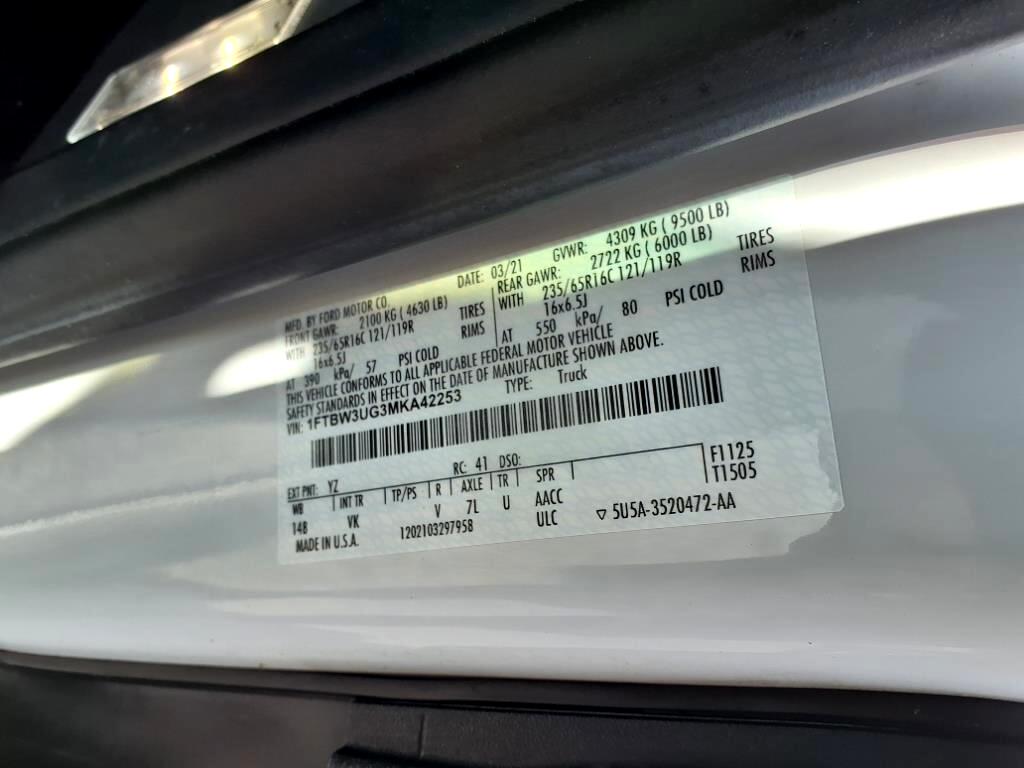 MFD. BY FORD MOTOR CO. DATE: 03/21 GVWR: 4309 KG ( 9500 LB)
FRONT GAWR: 2100 KG ( 4630 LB) REAR GAWR: 2722 KG ( 6000 LB)
WITH 235/65R16C 121/119R TIRES WITH 235/65R16C 121/119R TIRES
16x6.5J RIMS 16x6.5J RIMS
AT 390 kPa/ 57 PSI COLD AT 550 kPa/ 80 PSI COLD
THIS VEHICLE CONFORMS TO ALL APPLICABLE FEDERAL MOTOR VEHICLE
SAFETY STANDARDS IN EFFECT ON THE DATE OF MANUFACTURE SHOWN ABOVE.
VIN: 1FTBW3UG3MKA42253 TYPE: Truck
EXT PNT: YZ RC: 41 DSO: F1125
WB INT TR TP/PS R AXLE TR SPR T1505
148 VK V 7L U AACC
MADE IN U.S.A. 1202103297958 ULC ▽ 5U5A-3520472-AA